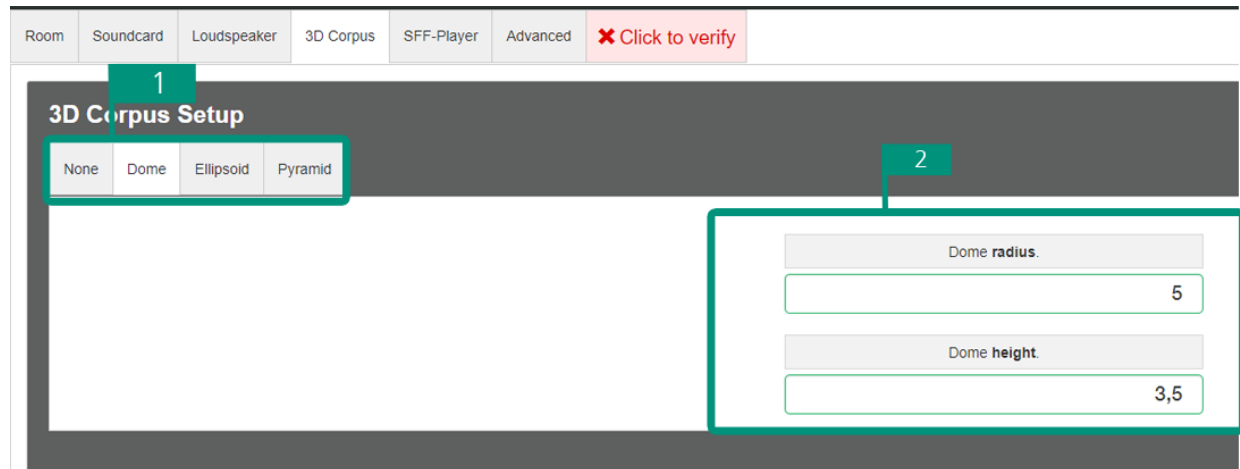 Room Soundcard Loudspeaker 3D Corpus SFF-Player Advanced ✖ Click to verify
1
3D Corpus Setup
None Dome Ellipsoid Pyramid
2
Dome radius.
5
Dome height.
3,5